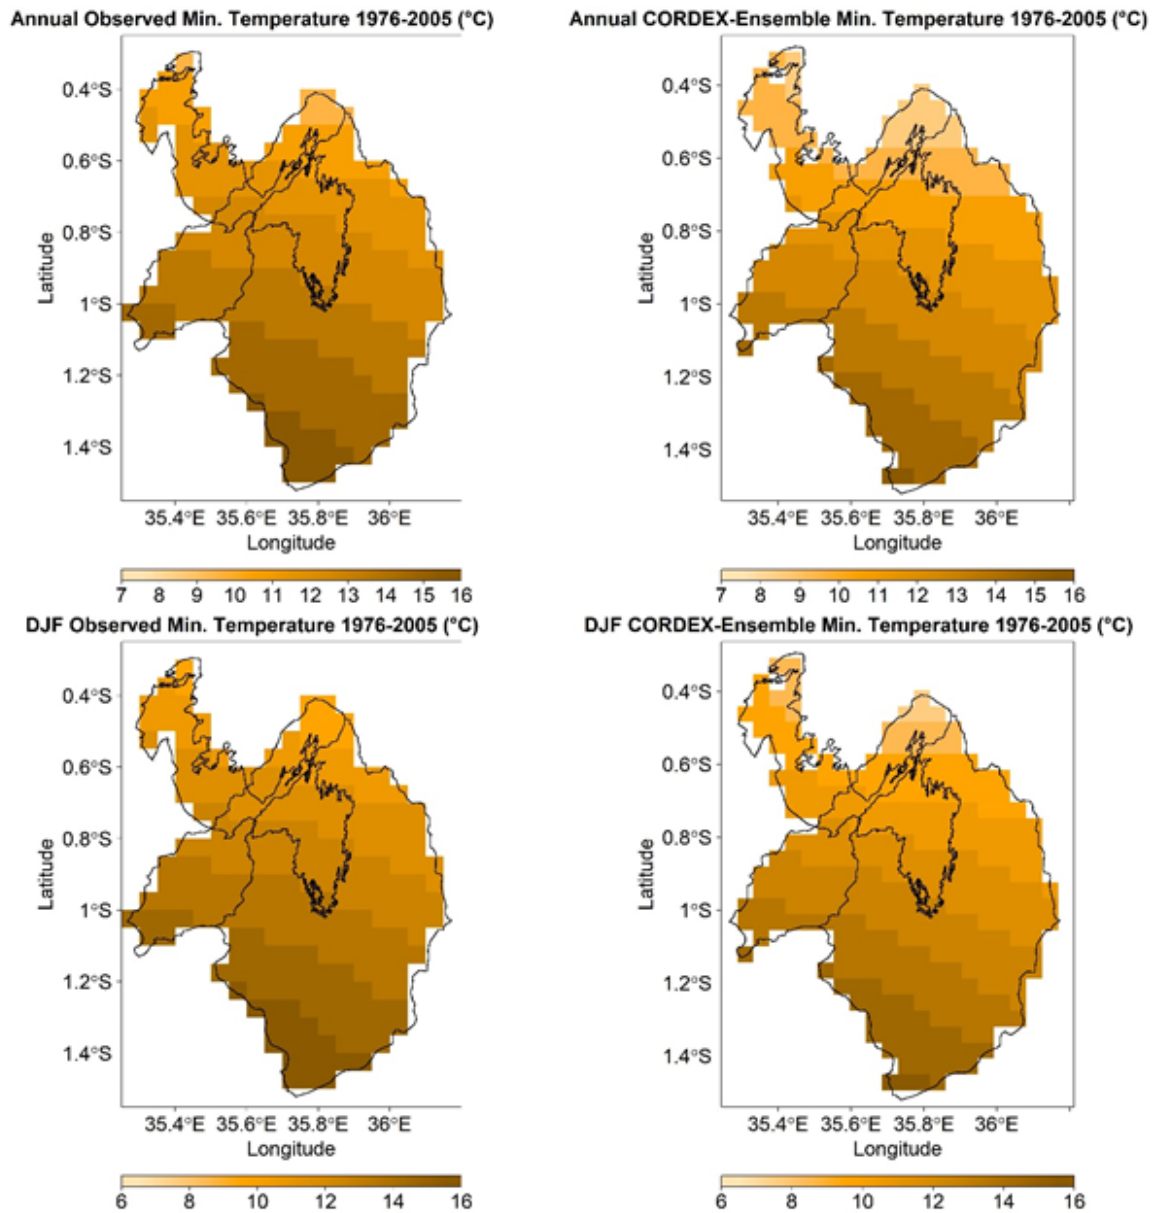 Annual Observed Min. Temperature 1976-2005 (°C)
Annual CORDEX-Ensemble Min. Temperature 1976-2005 (°C)
0.4°S
0.6°S
0.8°S
1°S
1.2°S
1.4°S
Latitude
35.4°E 35.6°E 35.8°E 36°E
Longitude
7 8 9 10 11 12 13 14 15 16
0.4°S
0.6°S
0.8°S
1°S
1.2°S
1.4°S
Latitude
35.4°E 35.6°E 35.8°E 36°E
Longitude
7 8 9 10 11 12 13 14 15 16
DJF Observed Min. Temperature 1976-2005 (°C)
DJF CORDEX-Ensemble Min. Temperature 1976-2005 (°C)
0.4°S
0.6°S
0.8°S
1°S
1.2°S
1.4°S
Latitude
35.4°E 35.6°E 35.8°E 36°E
Longitude
6 8 10 12 14 16
0.4°S
0.6°S
0.8°S
1°S
1.2°S
1.4°S
Latitude
35.4°E 35.6°E 35.8°E 36°E
Longitude
6 8 10 12 14 16